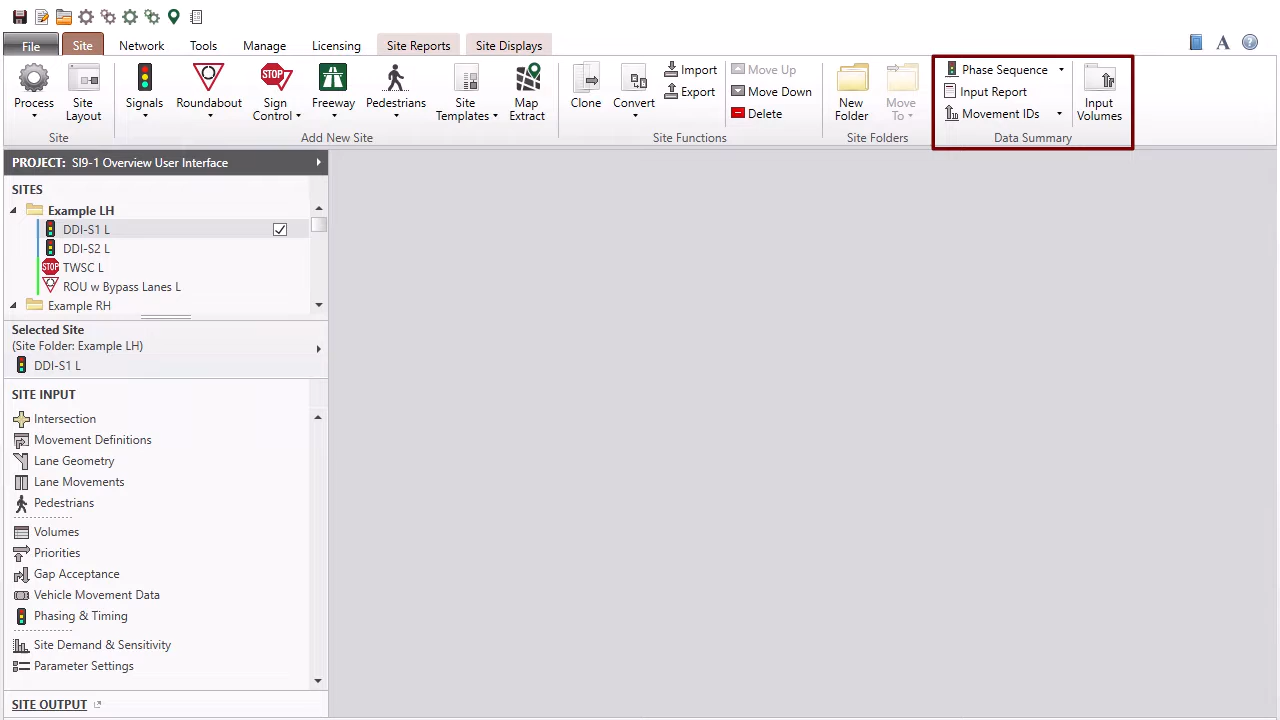 File Site Network Tools Manage Licensing Site Reports Site Displays
Process
Site
Layout
Site
Signals
Roundabout
Sign
Control
Freeway
Pedestrians
Site
Templates
Map
Extract
Add New Site
Clone
Convert
Import
Export
Move Up
Move Down
Delete
Site Functions
New
Folder
Move
To
Site Folders
Phase Sequence
Input Report
Movement IDs
Input
Volumes
Data Summary
PROJECT: SI9-1 Overview User Interface
SITES
Example LH
DDI-S1 L
DDI-S2 L
TWSC L
ROU w Bypass Lanes L
Example RH
Selected Site
(Site Folder: Example LH)
DDI-S1 L
SITE INPUT
Intersection
Movement Definitions
Lane Geometry
Lane Movements
Pedestrians
Volumes
Priorities
Gap Acceptance
Vehicle Movement Data
Phasing & Timing
Site Demand & Sensitivity
Parameter Settings
SITE OUTPUT